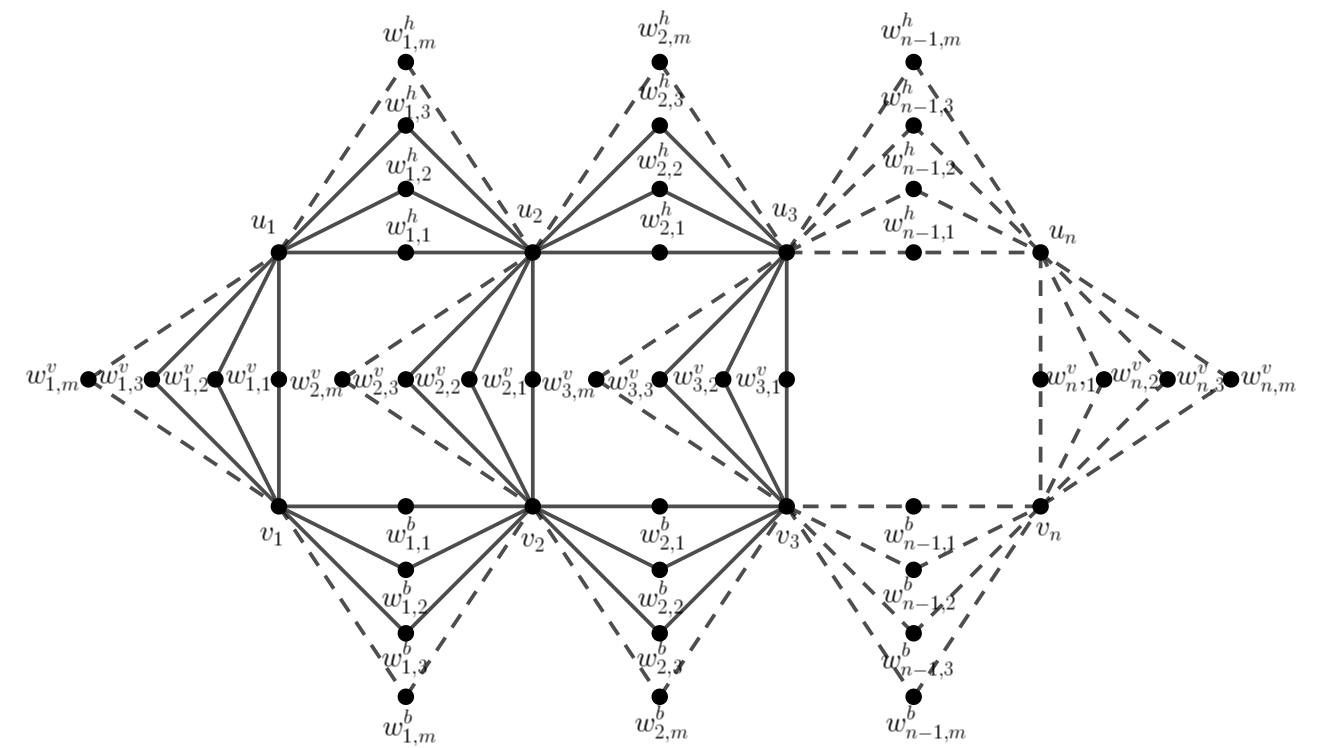 w^h_{1,m} w^h_{2,m} w^h_{n−1,m}
w^h_{1,3} w^h_{2,3} w^h_{n−1,3}
w^h_{1,2} w^h_{2,2} w^h_{n−1,2}
u_1 w^h_{1,1} u_2 w^h_{2,1} u_3 w^h_{n−1,1} u_n
w^v_{1,m} w^v_{1,3} w^v_{1,2} w^v_{1,1} w^v_{2,m} w^v_{2,3} w^v_{2,2} w^v_{2,1} w^v_{3,m} w^v_{3,3} w^v_{3,2} w^v_{3,1} w^v_{n,1} w^v_{n,2} w^v_{n,3} w^v_{n,m}
v_1 w^b_{1,1} v_2 w^b_{2,1} v_3 w^b_{n−1,1} v_n
w^b_{1,2} w^b_{2,2} w^b_{n−1,2}
w^b_{1,3} w^b_{2,3} w^b_{n−1,3}
w^b_{1,m} w^b_{2,m} w^b_{n−1,m}